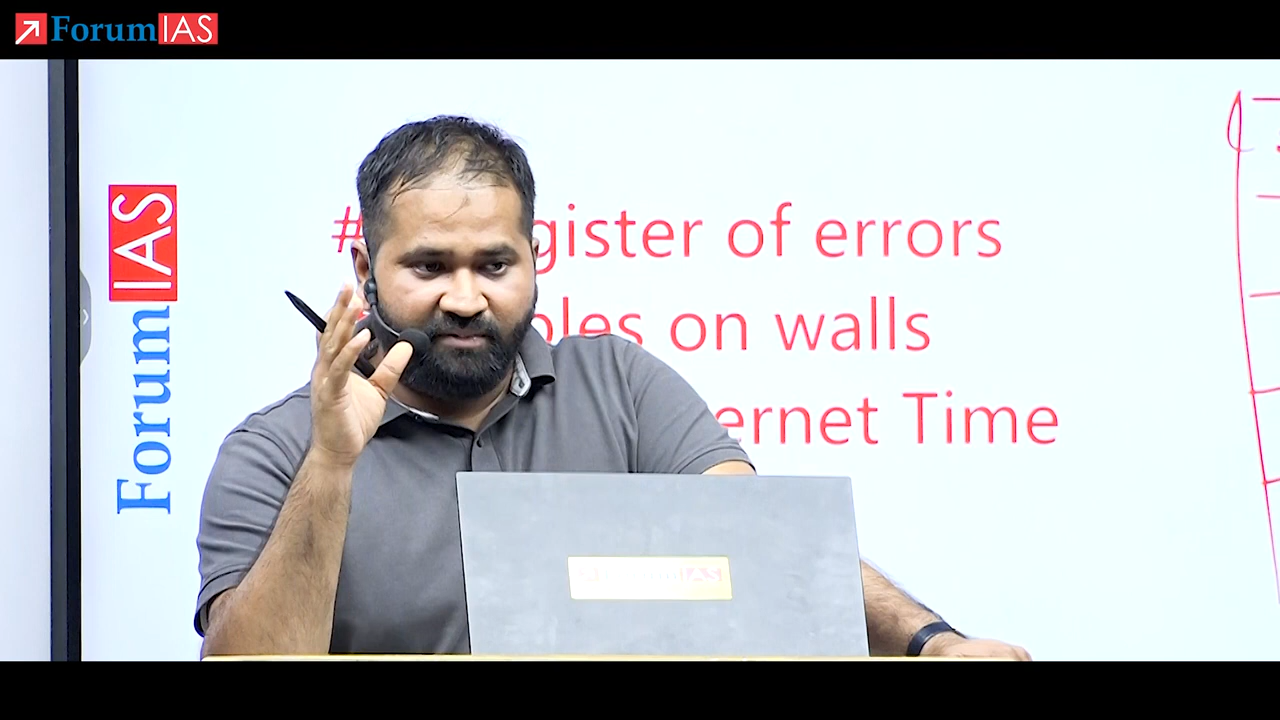 ForumIAS
ForumIAS
# gister of errors
bles on walls
ernet Time